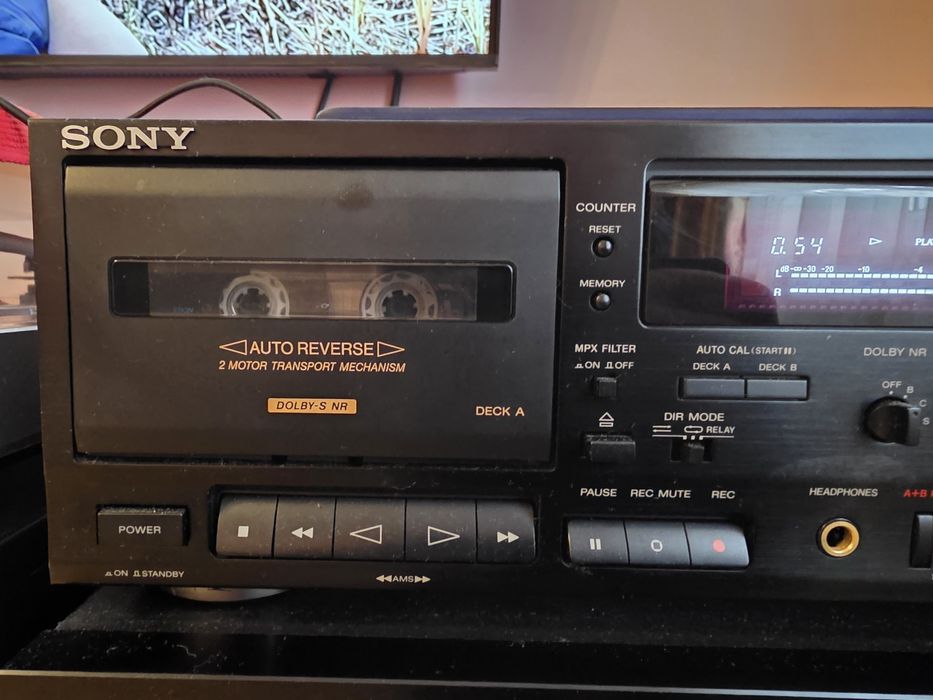 SONY
COUNTER
RESET
MEMORY
0.54 ▷ PLA
dB -∞ -30 -20 -10 -4
L
R
◁ AUTO REVERSE ▷
2 MOTOR TRANSPORT MECHANISM
DOLBY-S NR
DECK A
MPX FILTER
ON OFF
AUTO CAL (START II)
DECK A DECK B
DOLBY NR
OFF B
C
S
DIR MODE
RELAY
PAUSE REC MUTE REC
HEADPHONES
A+B
POWER
ON STANDBY
◀◀AMS▶▶